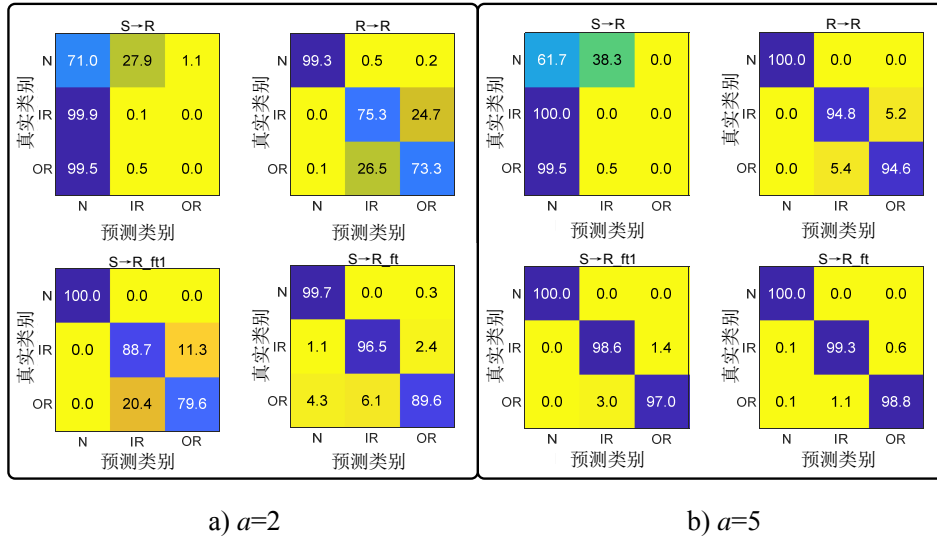 S→R
N 71.0 27.9 1.1
IR 99.9 0.1 0.0
OR 99.5 0.5 0.0
N IR OR
真实类别
预测类别
R→R
N 99.3 0.5 0.2
IR 0.0 75.3 24.7
OR 0.1 26.5 73.3
N IR OR
真实类别
预测类别
S→R_ft1
N 100.0 0.0 0.0
IR 0.0 88.7 11.3
OR 0.0 20.4 79.6
N IR OR
真实类别
预测类别
S→R_ft
N 99.7 0.0 0.3
IR 1.1 96.5 2.4
OR 4.3 6.1 89.6
N IR OR
真实类别
预测类别
a) a=2
S→R
N 61.7 38.3 0.0
IR 100.0 0.0 0.0
OR 99.5 0.5 0.0
N IR OR
真实类别
预测类别
R→R
N 100.0 0.0 0.0
IR 0.0 94.8 5.2
OR 0.0 5.4 94.6
N IR OR
真实类别
预测类别
S→R_ft1
N 100.0 0.0 0.0
IR 0.0 98.6 1.4
OR 0.0 3.0 97.0
N IR OR
真实类别
预测类别
S→R_ft
N 100.0 0.0 0.0
IR 0.1 99.3 0.6
OR 0.1 1.1 98.8
N IR OR
真实类别
预测类别
b) a=5